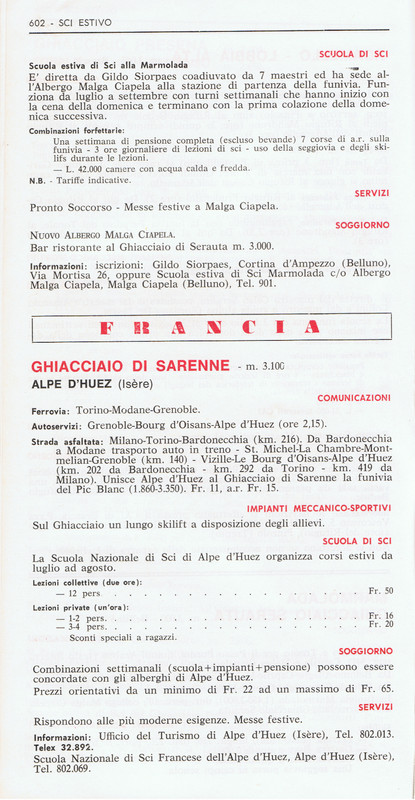 602 - SCI ESTIVO
SCUOLA DI SCI
Scuola estiva di Sci alla Marmolada
E' diretta da Gildo Siorpaes coadiuvato da 7 maestri ed ha sede al-
l'Albergo Malga Ciapela alla stazione di partenza della funivia. Fun-
ziona da luglio a settembre con turni settimanali che hanno inizio con
la cena della domenica e terminano con la prima colazione della dome-
nica successiva.
Combinazioni forfettarie:
Una settimana di pensione completa (escluso bevande) 7 corse di a.r. sulla
funivia - 3 ore giornaliere di lezioni di sci - uso della seggiovia e degli ski-
lifs durante le lezioni.
— L. 42.000 camere con acqua calda e fredda.
N.B. - Tariffe indicative.
SERVIZI
Pronto Soccorso - Messe festive a Malga Ciapela.
SOGGIORNO
NUOVO ALBERGO MALGA CIAPELA.
Bar ristorante al Ghiacciaio di Serauta m. 3.000.
Informazioni: iscrizioni: Gildo Siorpaes, Cortina d'Ampezzo (Belluno),
Via Mortisa 26, oppure Scuola estiva di Sci Marmolada c/o Albergo
Malga Ciapela, Malga Ciapela (Belluno), Tel. 901.
FRANCIA
GHIACCIAIO DI SARENNE - m. 3.100
ALPE D'HUEZ (Isère)
COMUNICAZIONI
Ferrovia: Torino-Modane-Grenoble.
Autoservizi: Grenoble-Bourg d'Oisans-Alpe d'Huez (ore 2,15).
Strada asfaltata: Milano-Torino-Bardonecchia (km. 216). Da Bardonecchia
a Modane trasporto auto in treno - St. Michel-La Chambre-Mont-
melian-Grenoble (km. 140) - Vizille-Le Bourg d'Oisans-Alpe d'Huez
(km. 202 da Bardonecchia - km. 292 da Torino - km. 419 da
Milano). Unisce Alpe d'Huez al Ghiacciaio di Sarenne la funivia
del Pic Blanc (1.860-3.350). Fr. 11, a.r. Fr. 15.
IMPIANTI MECCANICO-SPORTIVI
Sul Ghiacciaio un lungo skilift a disposizione degli allievi.
SCUOLA DI SCI
La Scuola Nazionale di Sci di Alpe d'Huez organizza corsi estivi da
luglio ad agosto.
Lezioni collettive (due ore):
— 12 pers . . . . . . . . . . . . . . . . Fr. 50
Lezioni private (un'ora):
— 1-2 pers. . . . . . . . . . . . . . . . Fr. 16
— 3-4 pers. . . . . . . . . . . . . . . . Fr. 20
Sconti speciali a ragazzi.
SOGGIORNO
Combinazioni settimanali (scuola+impianti+pensione) possono essere
concordate con gli alberghi di Alpe d'Huez.
Prezzi orientativi da un minimo di Fr. 22 ad un massimo di Fr. 65.
SERVIZI
Rispondono alle più moderne esigenze. Messe festive.
Informazioni: Ufficio del Turismo di Alpe d'Huez (Isère), Tel. 802.013.
Telex 32.892.
Scuola Nazionale di Sci Francese dell'Alpe d'Huez, Alpe d'Huez (Isère),
Tel. 802.069.